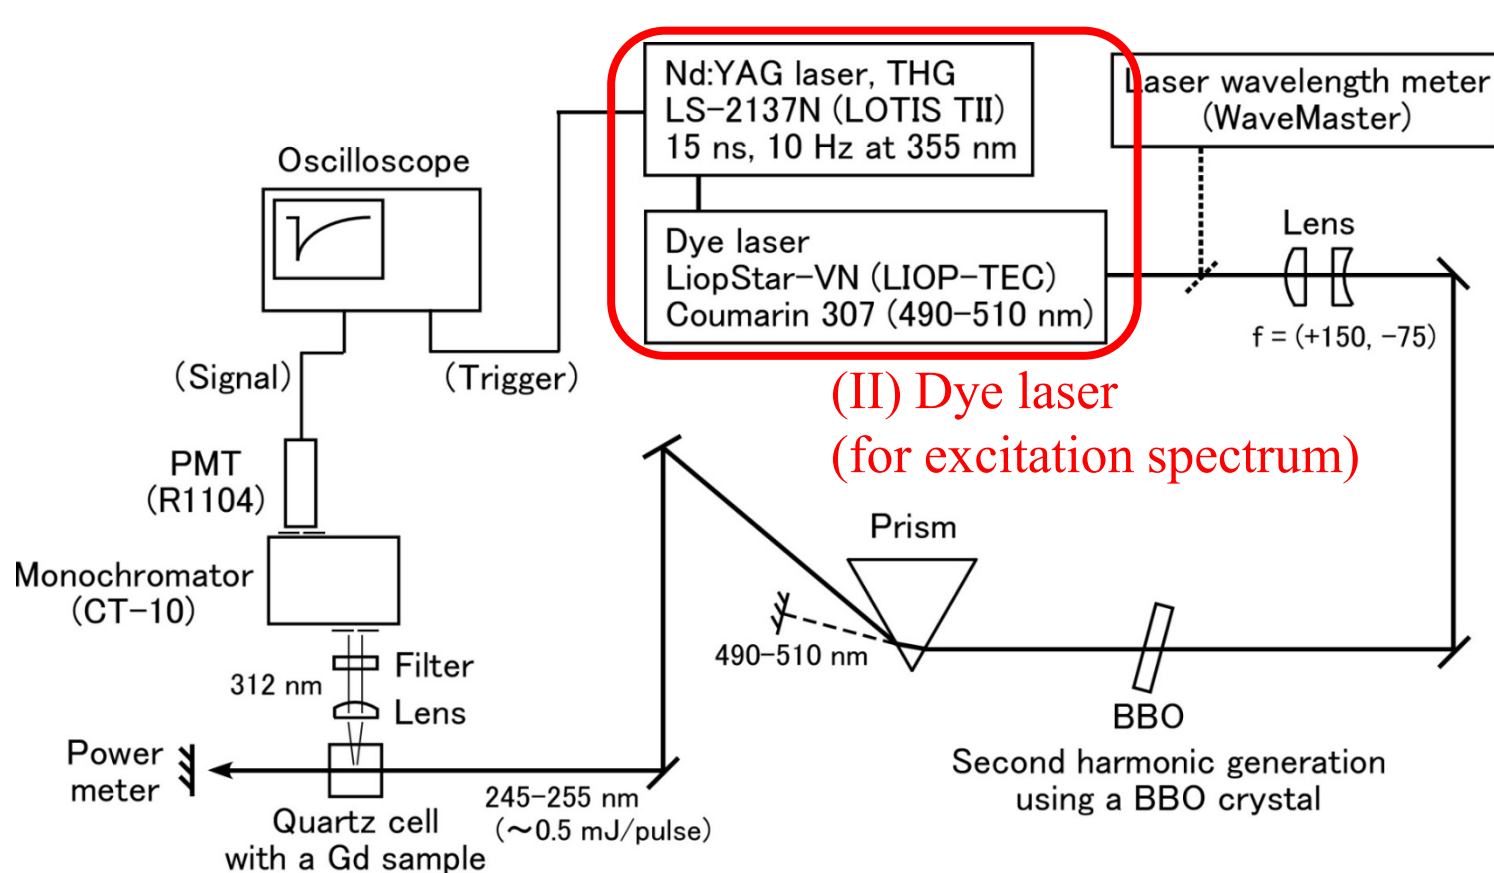 Nd:YAG laser, THG
LS-2137N (LOTIS TII)
15 ns, 10 Hz at 355 nm
Laser wavelength meter
(WaveMaster)
Oscilloscope
Dye laser
LiopStar-VN (LIOP-TEC)
Coumarin 307 (490-510 nm)
Lens
f = (+150, -75)
(Signal)
(Trigger)
(II) Dye laser
(for excitation spectrum)
PMT
(R1104)
Prism
Monochromator
(CT-10)
490-510 nm
Filter
312 nm
Lens
BBO
Second harmonic generation
using a BBO crystal
Power
meter
245-255 nm
(～0.5 mJ/pulse)
Quartz cell
with a Gd sample